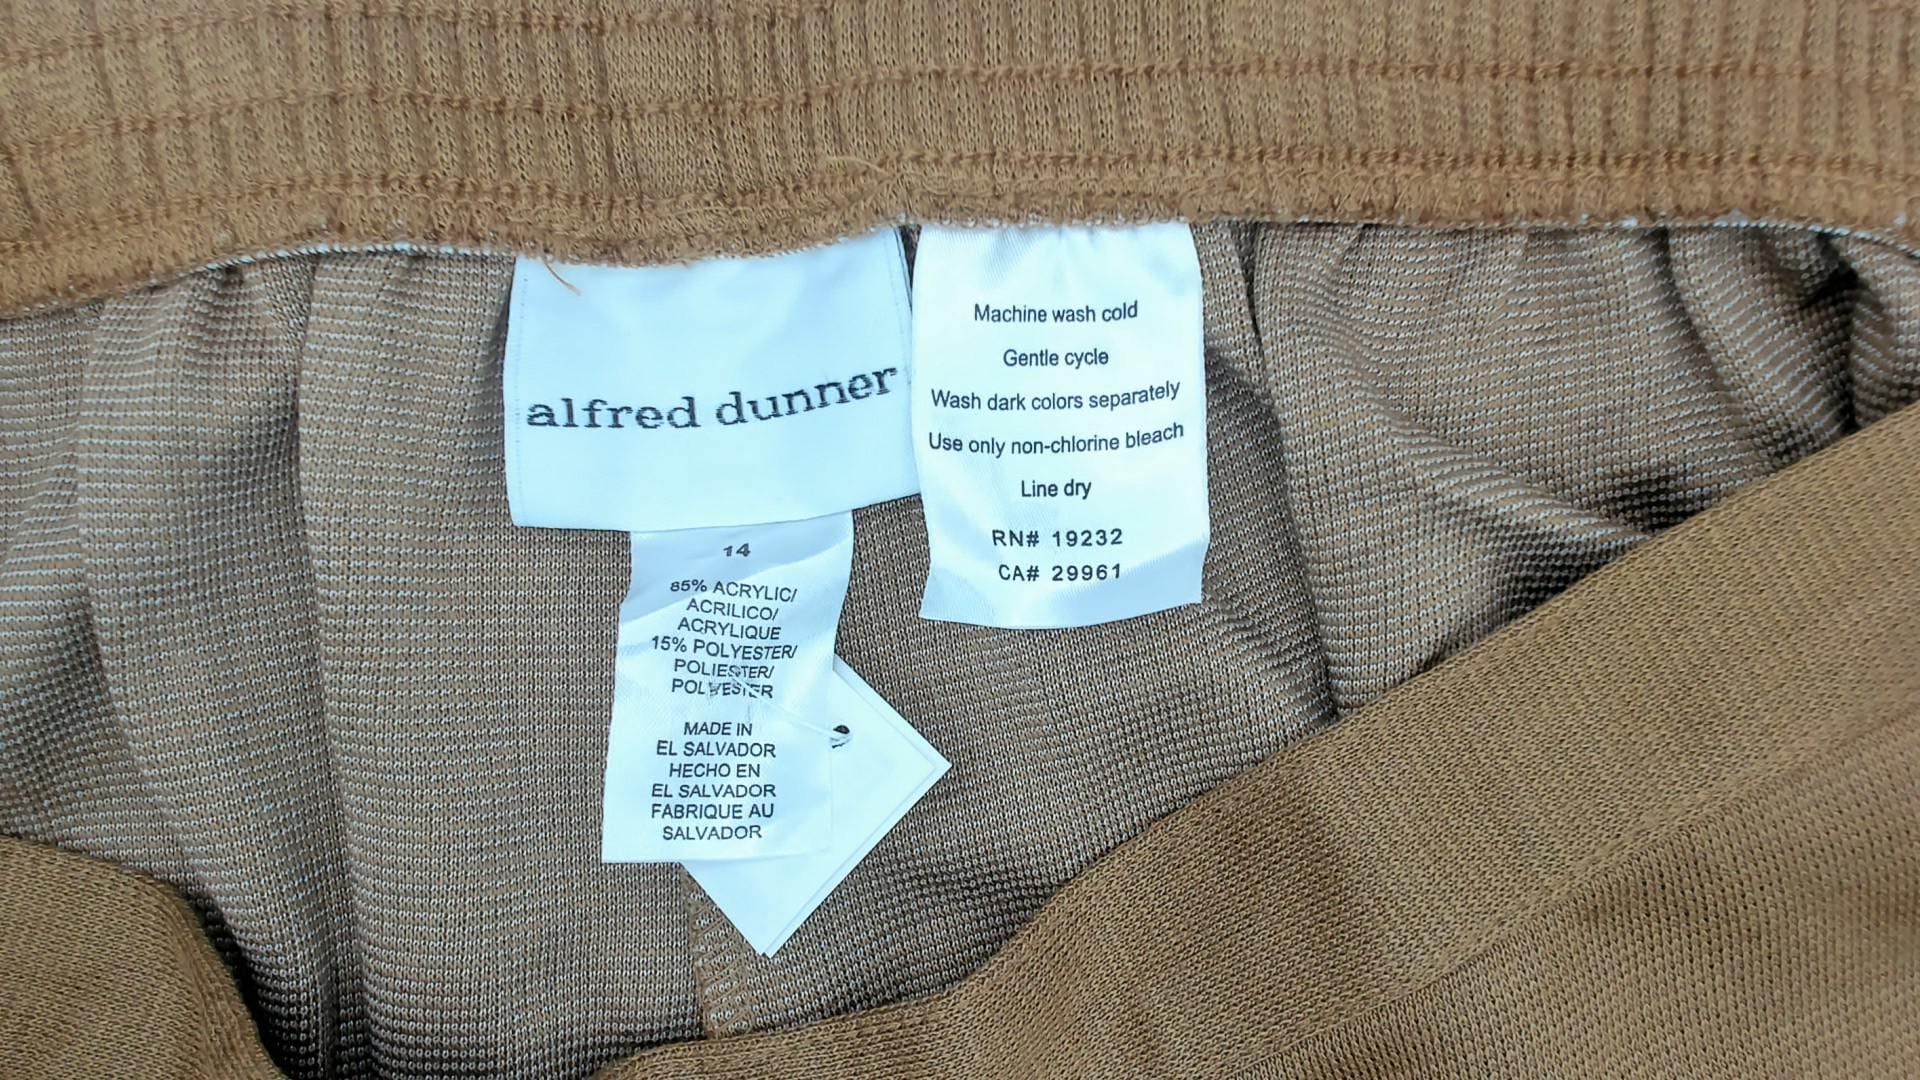 alfred dunner
14
85% ACRYLIC/
ACRILICO/
ACRYLIQUE
15% POLYESTER/
POLIESTER/
POLYESTER
MADE IN
EL SALVADOR
HECHO EN
EL SALVADOR
FABRIQUE AU
SALVADOR
Machine wash cold
Gentle cycle
Wash dark colors separately
Use only non-chlorine bleach
Line dry
RN# 19232
CA# 29961